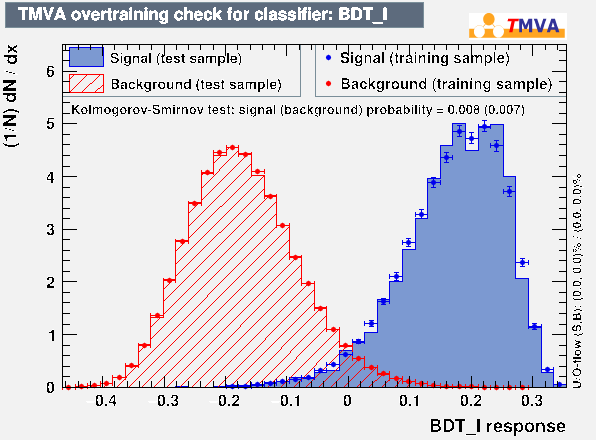 TMVA overtraining check for classifier: BDT_I
TMVA
Signal (test sample)
Background (test sample)
Signal (training sample)
Background (training sample)
Kolmogorov-Smirnov test: signal (background) probability = 0.008 (0.007)
(1/N) dN / dx
6
5
4
3
2
1
0
-0.4 -0.3 -0.2 -0.1 0 0.1 0.2 0.3
BDT_I response
U/O-flow (S,B): (0.0, 0.0)% / (0.0, 0.0)%